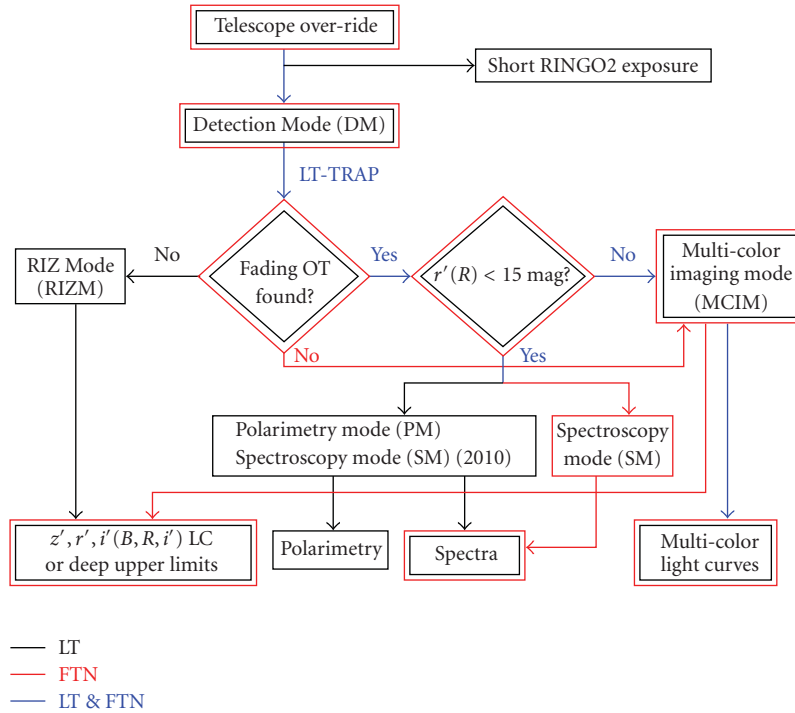 Telescope over-ride
Short RINGO2 exposure
Detection Mode (DM)
LT-TRAP
No
RIZ Mode
(RIZM)
Fading OT
found?
Yes
r′(R) < 15 mag?
No
Multi-color
imaging mode
(MCIM)
No
Yes
Polarimetry mode (PM)
Spectroscopy mode (SM) (2010)
Spectroscopy
mode (SM)
z′, r′, i′(B, R, i′) LC
or deep upper limits
Polarimetry
Spectra
Multi-color
light curves
LT
FTN
LT & FTN